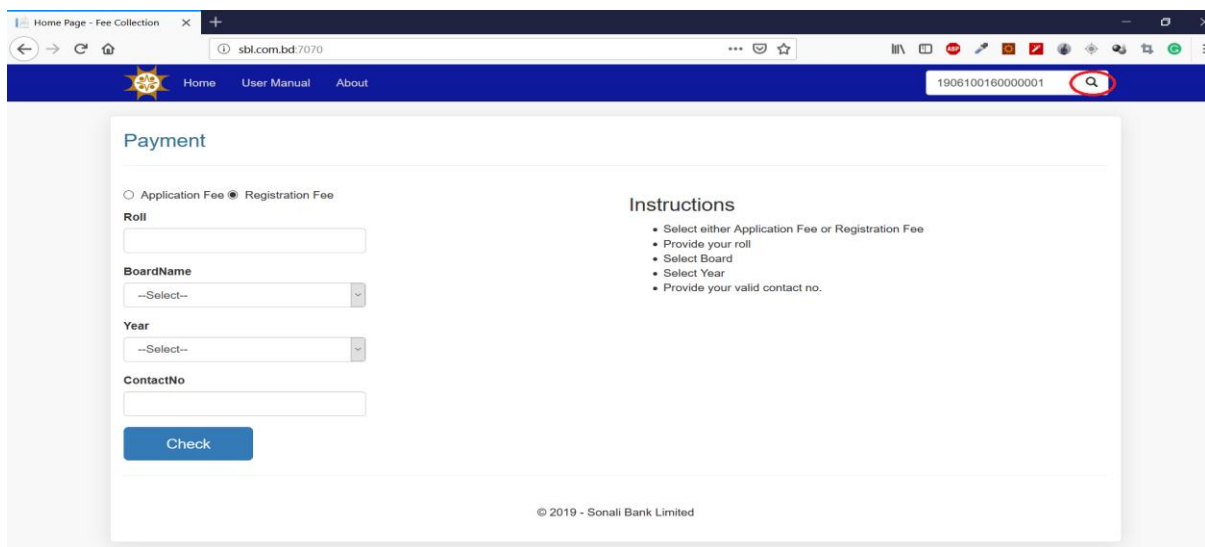 Home Page - Fee Collection
sbl.com.bd:7070
Home User Manual About 1906100160000001
Payment
Application Fee Registration Fee
Roll
BoardName
--Select--
Year
--Select--
ContactNo
Check
Instructions
• Select either Application Fee or Registration Fee
• Provide your roll
• Select Board
• Select Year
• Provide your valid contact no.
© 2019 - Sonali Bank Limited